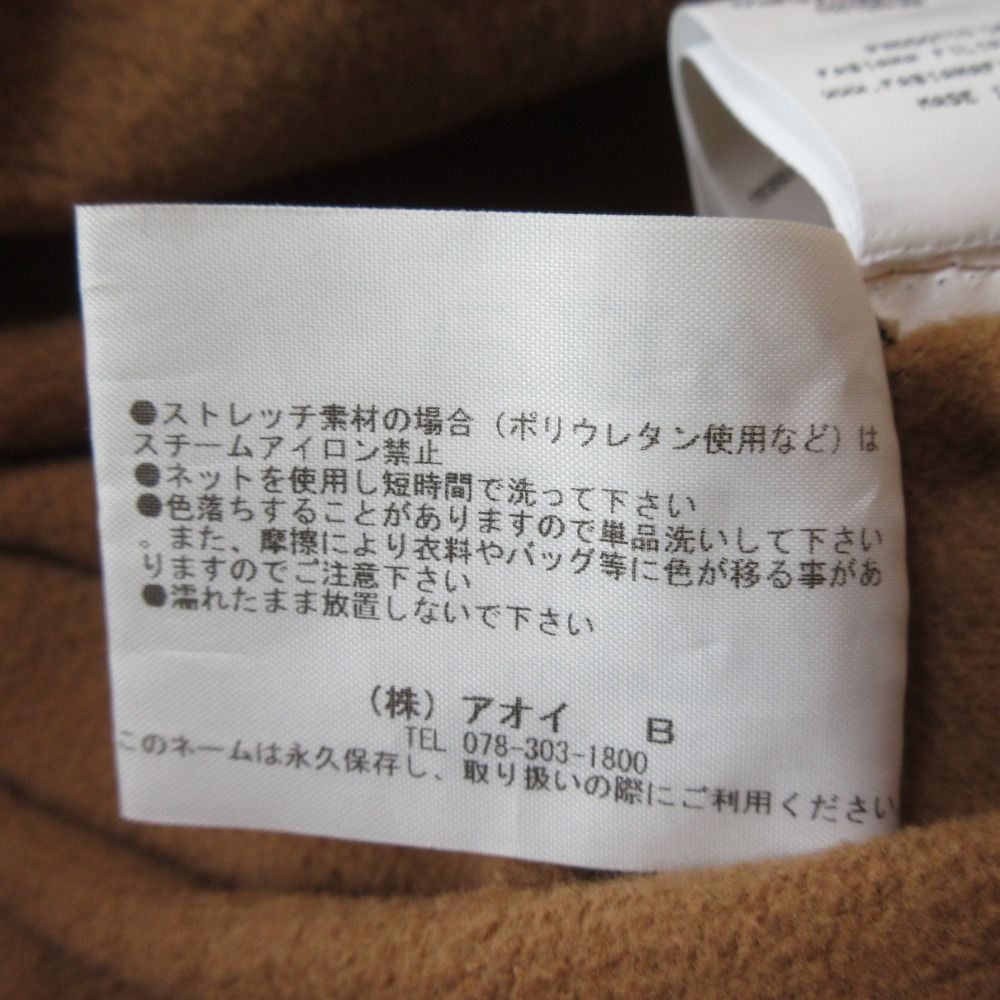 MADE
●ストレッチ素材の場合（ポリウレタン使用など）は
スチームアイロン禁止
●ネットを使用し短時間で洗って下さい
●色落ちすることがありますので単品洗いして下さい
。また、摩擦により衣料やバッグ等に色が移る事があ
りますのでご注意下さい
●濡れたまま放置しないで下さい
（株）アオイ B
TEL 078-303-1800
このネームは永久保存し、取り扱いの際にご利用ください